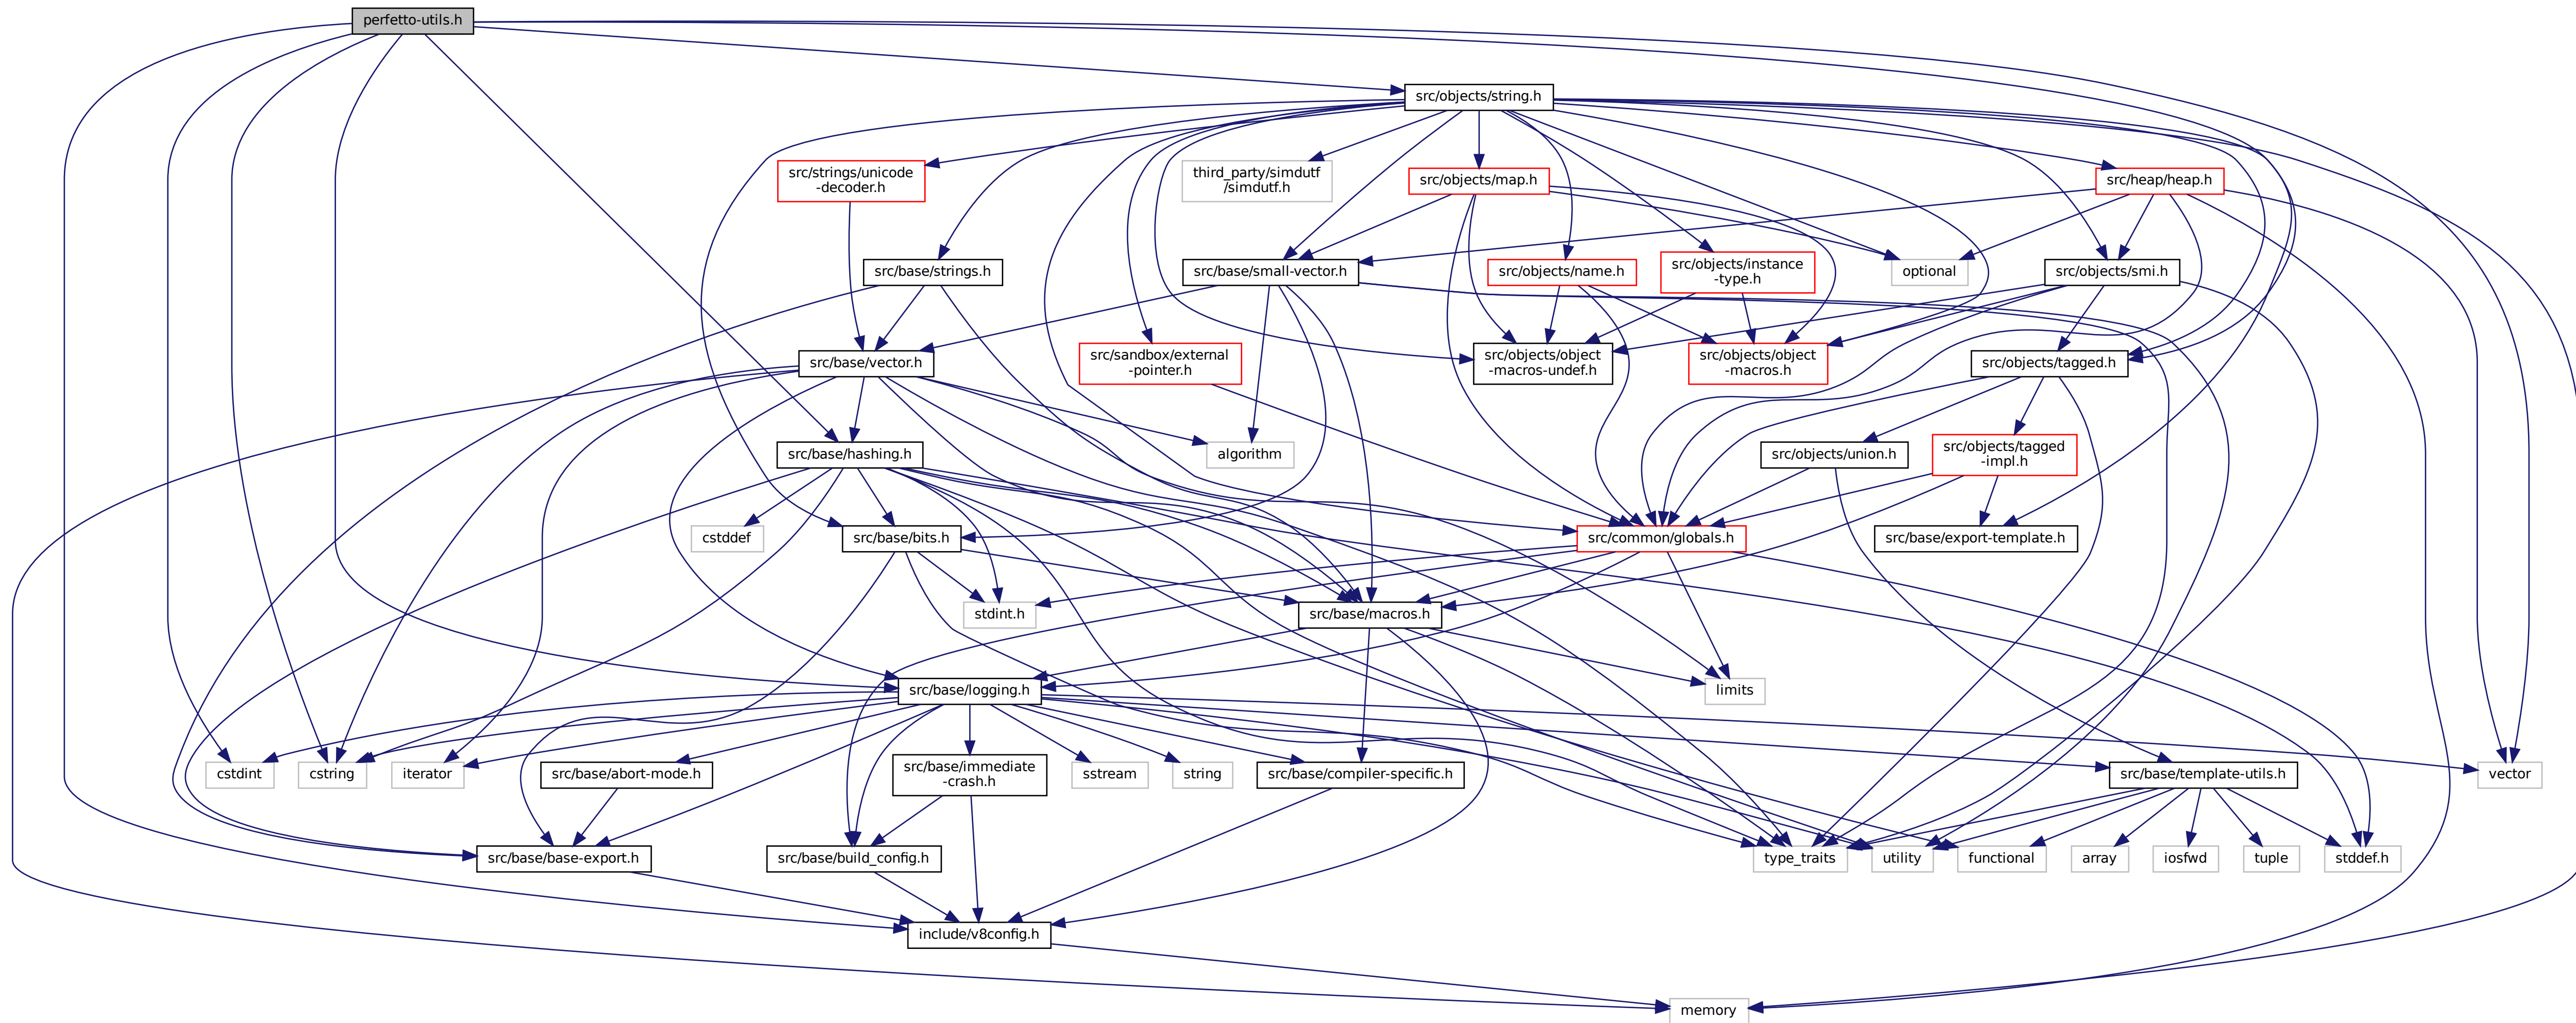 perfetto-utils.h
src/objects/string.h
src/strings/unicode
-decoder.h
third_party/simdutf
/simdutf.h
src/objects/map.h
src/heap/heap.h
src/base/strings.h
src/base/small-vector.h
src/objects/name.h
src/objects/instance
-type.h
optional
src/objects/smi.h
src/base/vector.h
src/sandbox/external
-pointer.h
src/objects/object
-macros-undef.h
src/objects/object
-macros.h
src/objects/tagged.h
src/base/hashing.h
algorithm
src/objects/union.h
src/objects/tagged
-impl.h
cstddef
src/base/bits.h
src/common/globals.h
src/base/export-template.h
stdint.h
src/base/macros.h
src/base/logging.h
limits
cstdint
cstring
iterator
src/base/abort-mode.h
src/base/immediate
-crash.h
sstream
string
src/base/compiler-specific.h
src/base/template-utils.h
vector
src/base/base-export.h
src/base/build_config.h
type_traits
utility
functional
array
iosfwd
tuple
stddef.h
include/v8config.h
memory